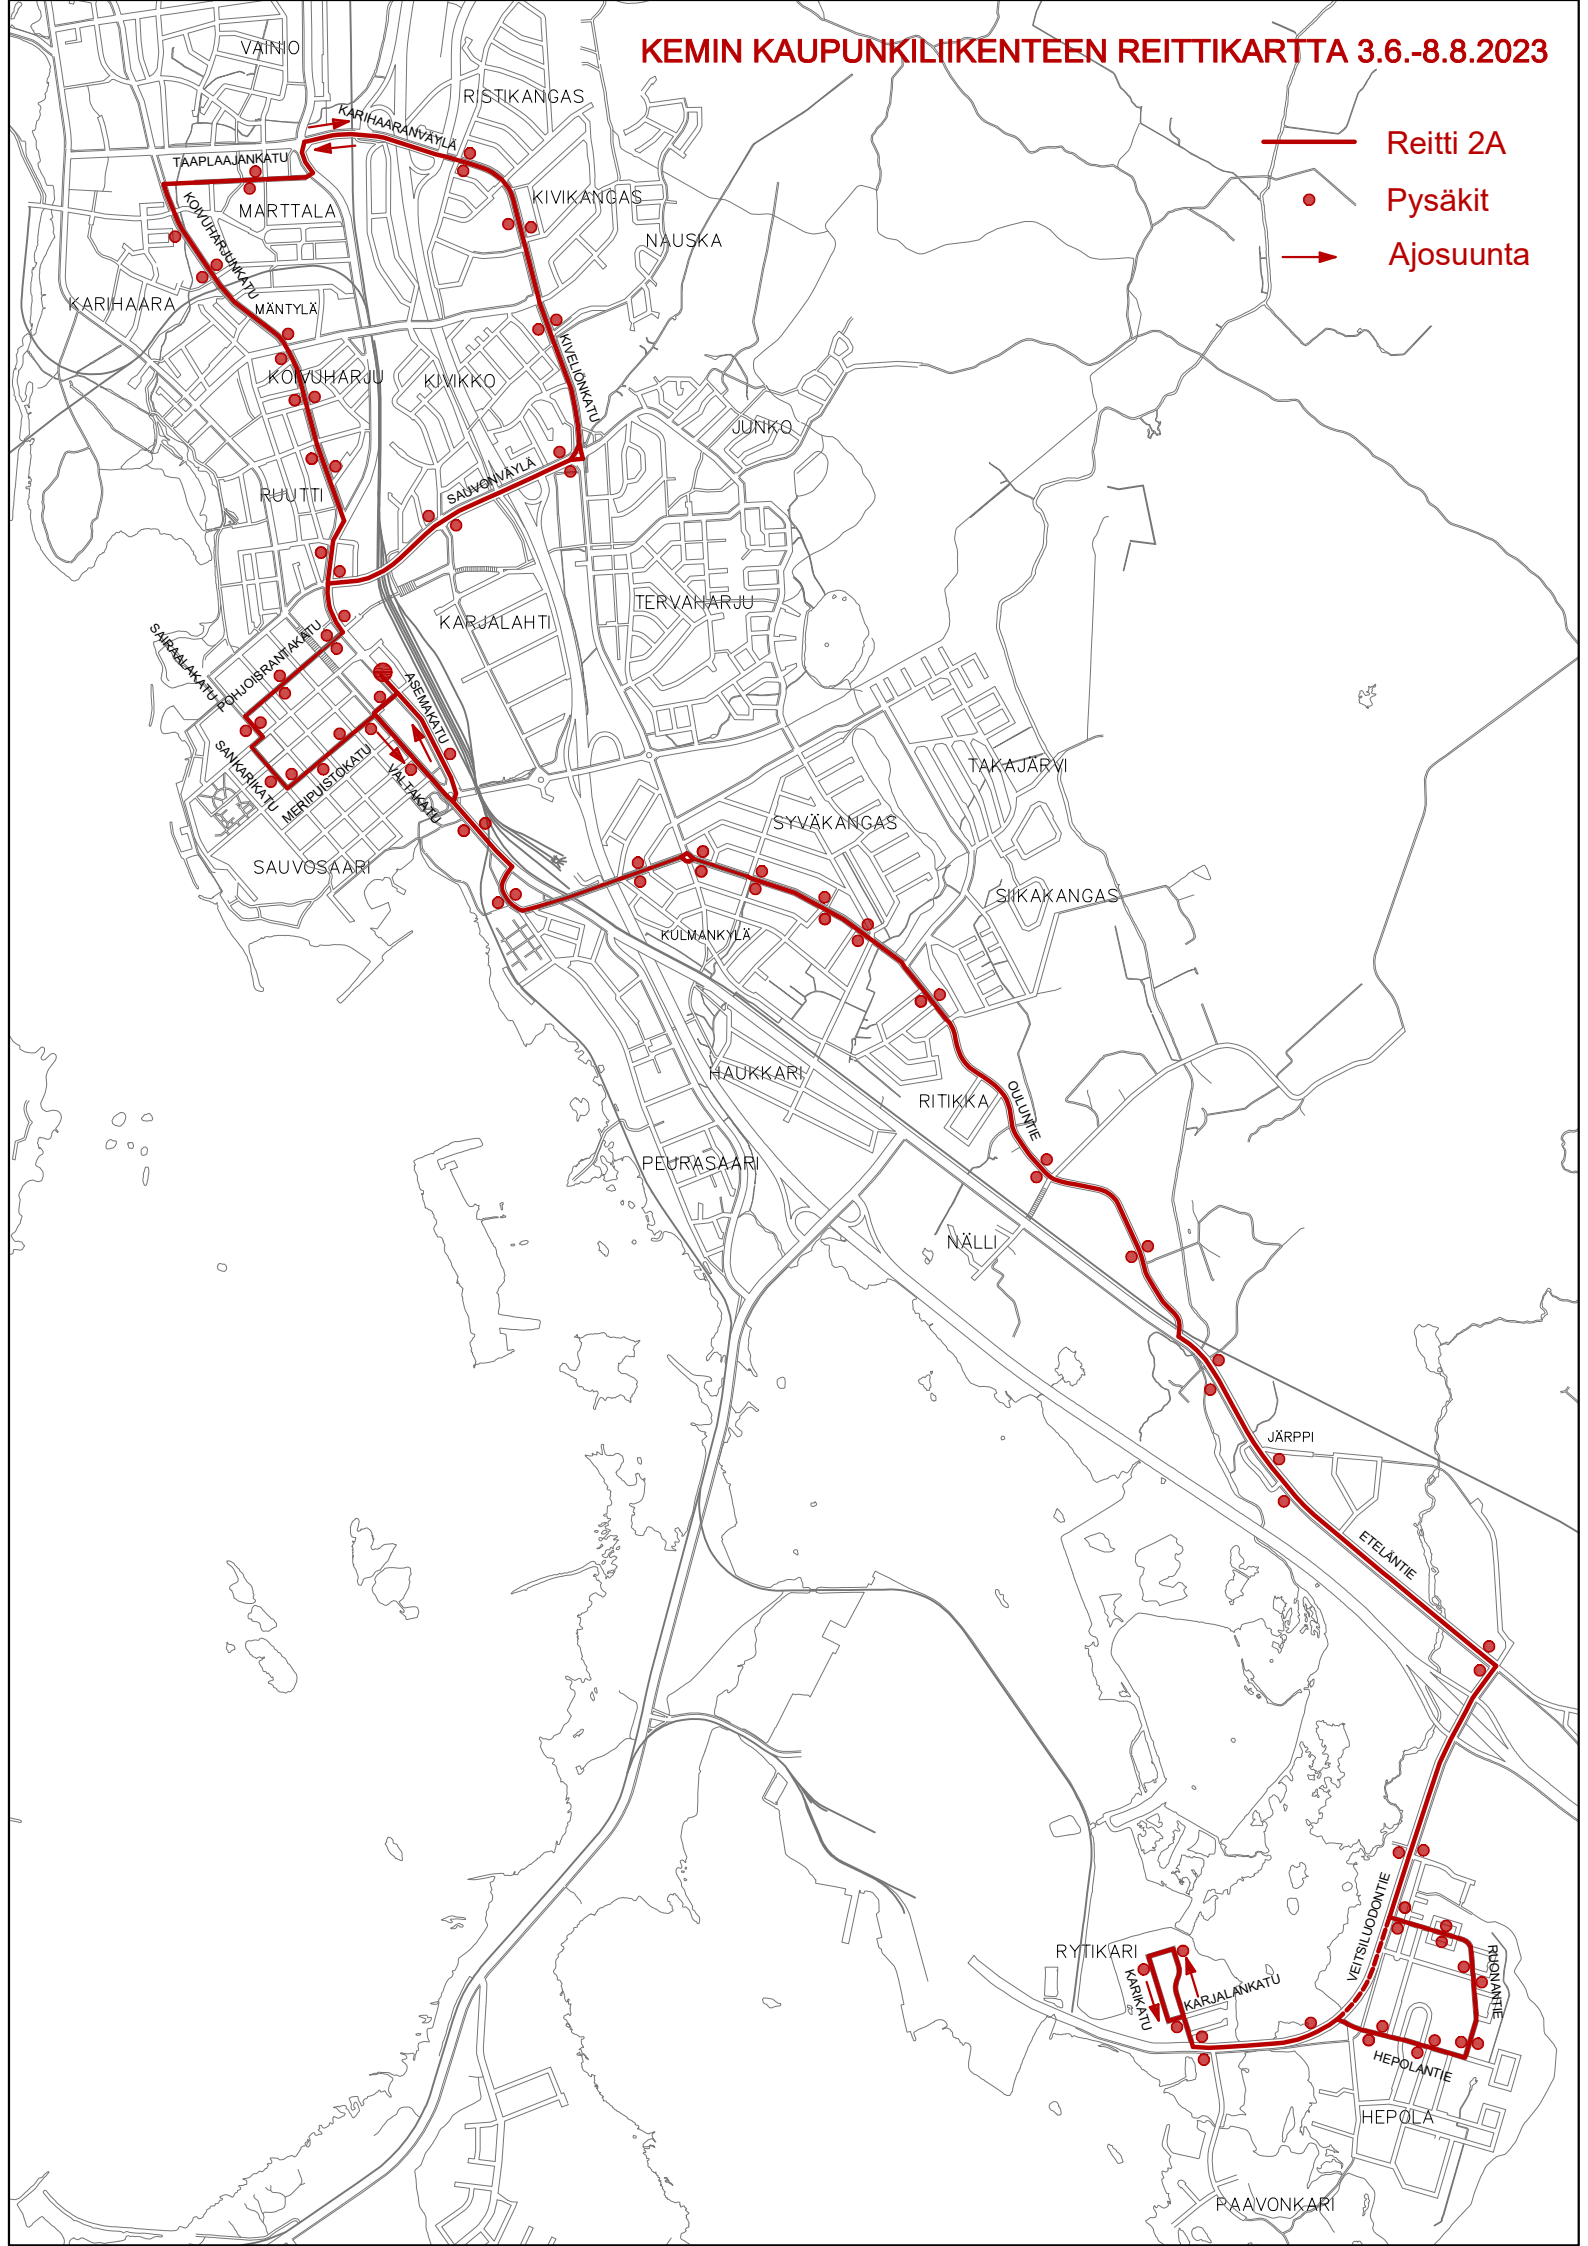 KEMIN KAUPUNKILIIKENTEEN REITTIKARTTA 3.6.-8.8.2023
Reitti 2A
Pysäkit
Ajosuunta
VAINIO
RISTIKANGAS
KARIHAARANVÄYLÄ
TAAPLAAJANKATU
KIVIKANGAS
MARTTALA
KOIVUHARJUNKATU
NAUSKA
KARIHAARA
MÄNTYLÄ
KIVELIÖNKATU
KOIVUHARJU
KIVIKKO
JUNKO
SAUVONVÄYLÄ
RUUTTI
TERVAHARJU
KARJALAHTI
SAIRAALAKATU
POHJOISRANTAKATU
ASEMAKATU
SANKARIKATU
MERIPUISTOKATU
VALTAKATU
TAKAJÄRVI
SYVÄKANGAS
SAUVOSAARI
SIIKAKANGAS
KULMANKYLÄ
HAUKKARI
RITIKKA
OULUNTIE
PEURASAARI
NÄLLI
JÄRPPI
ETELÄNTIE
VEITSILUODONTIE
RYTIKARI
RUONANTIE
KARIKATU
KARJALANKATU
HEPOLANTIE
HEPOLA
PAAVONKARI